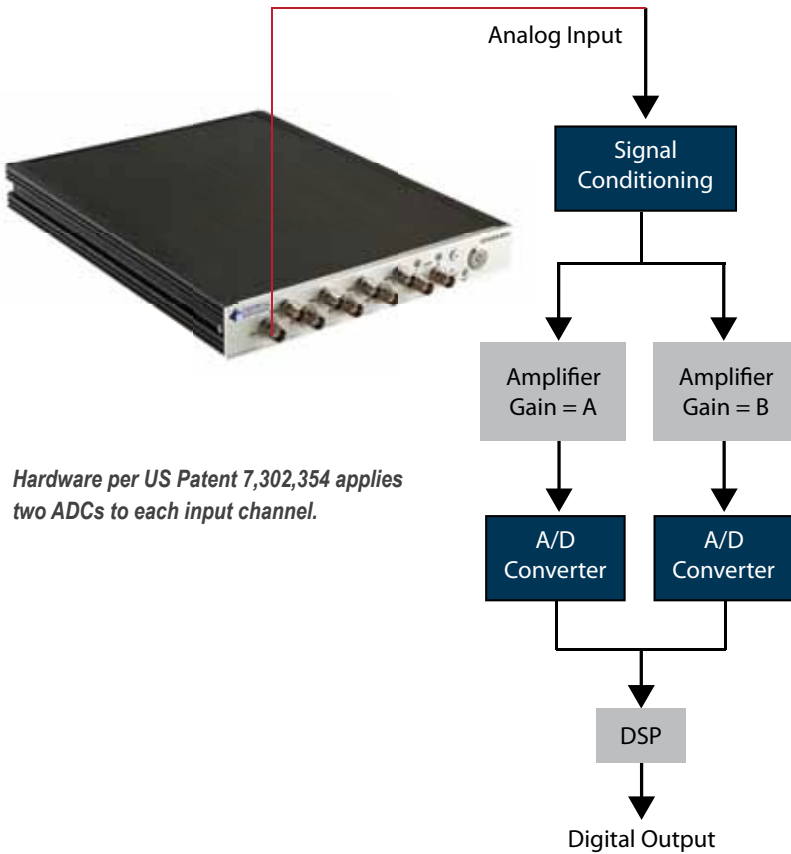 Analog Input
Signal
Conditioning
Amplifier
Gain = A
Amplifier
Gain = B
Hardware per US Patent 7,302,354 applies
two ADCs to each input channel.
A/D
Converter
A/D
Converter
DSP
Digital Output